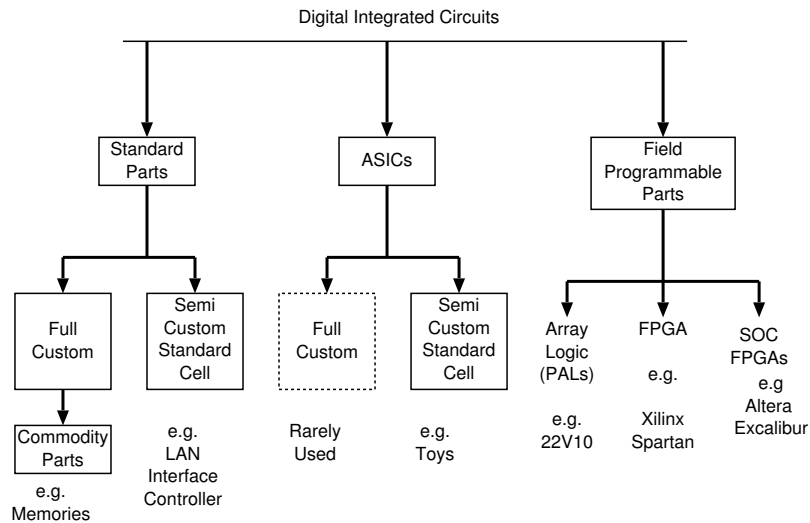 Digital Integrated Circuits
Standard
Parts
ASICs
Field
Programmable
Parts
Full
Custom
Semi
Custom
Standard
Cell
Full
Custom
Semi
Custom
Standard
Cell
Array
Logic
(PALs)
e.g.
22V10
FPGA
e.g.
Xilinx
Spartan
SOC
FPGAs
e.g
Altera
Excalibur
Commodity
Parts
e.g.
Memories
e.g.
LAN
Interface
Controller
Rarely
Used
e.g.
Toys